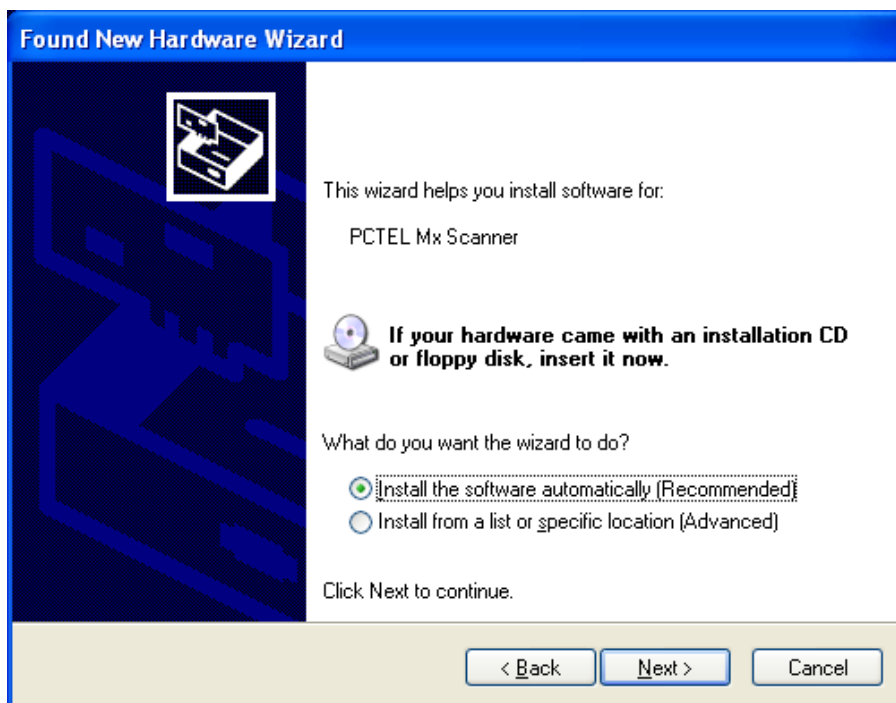 Found New Hardware Wizard
This wizard helps you install software for:
PCTEL Mx Scanner
If your hardware came with an installation CD
or floppy disk, insert it now.
What do you want the wizard to do?
Install the software automatically (Recommended)
Install from a list or specific location (Advanced)
Click Next to continue.
< Back Next > Cancel